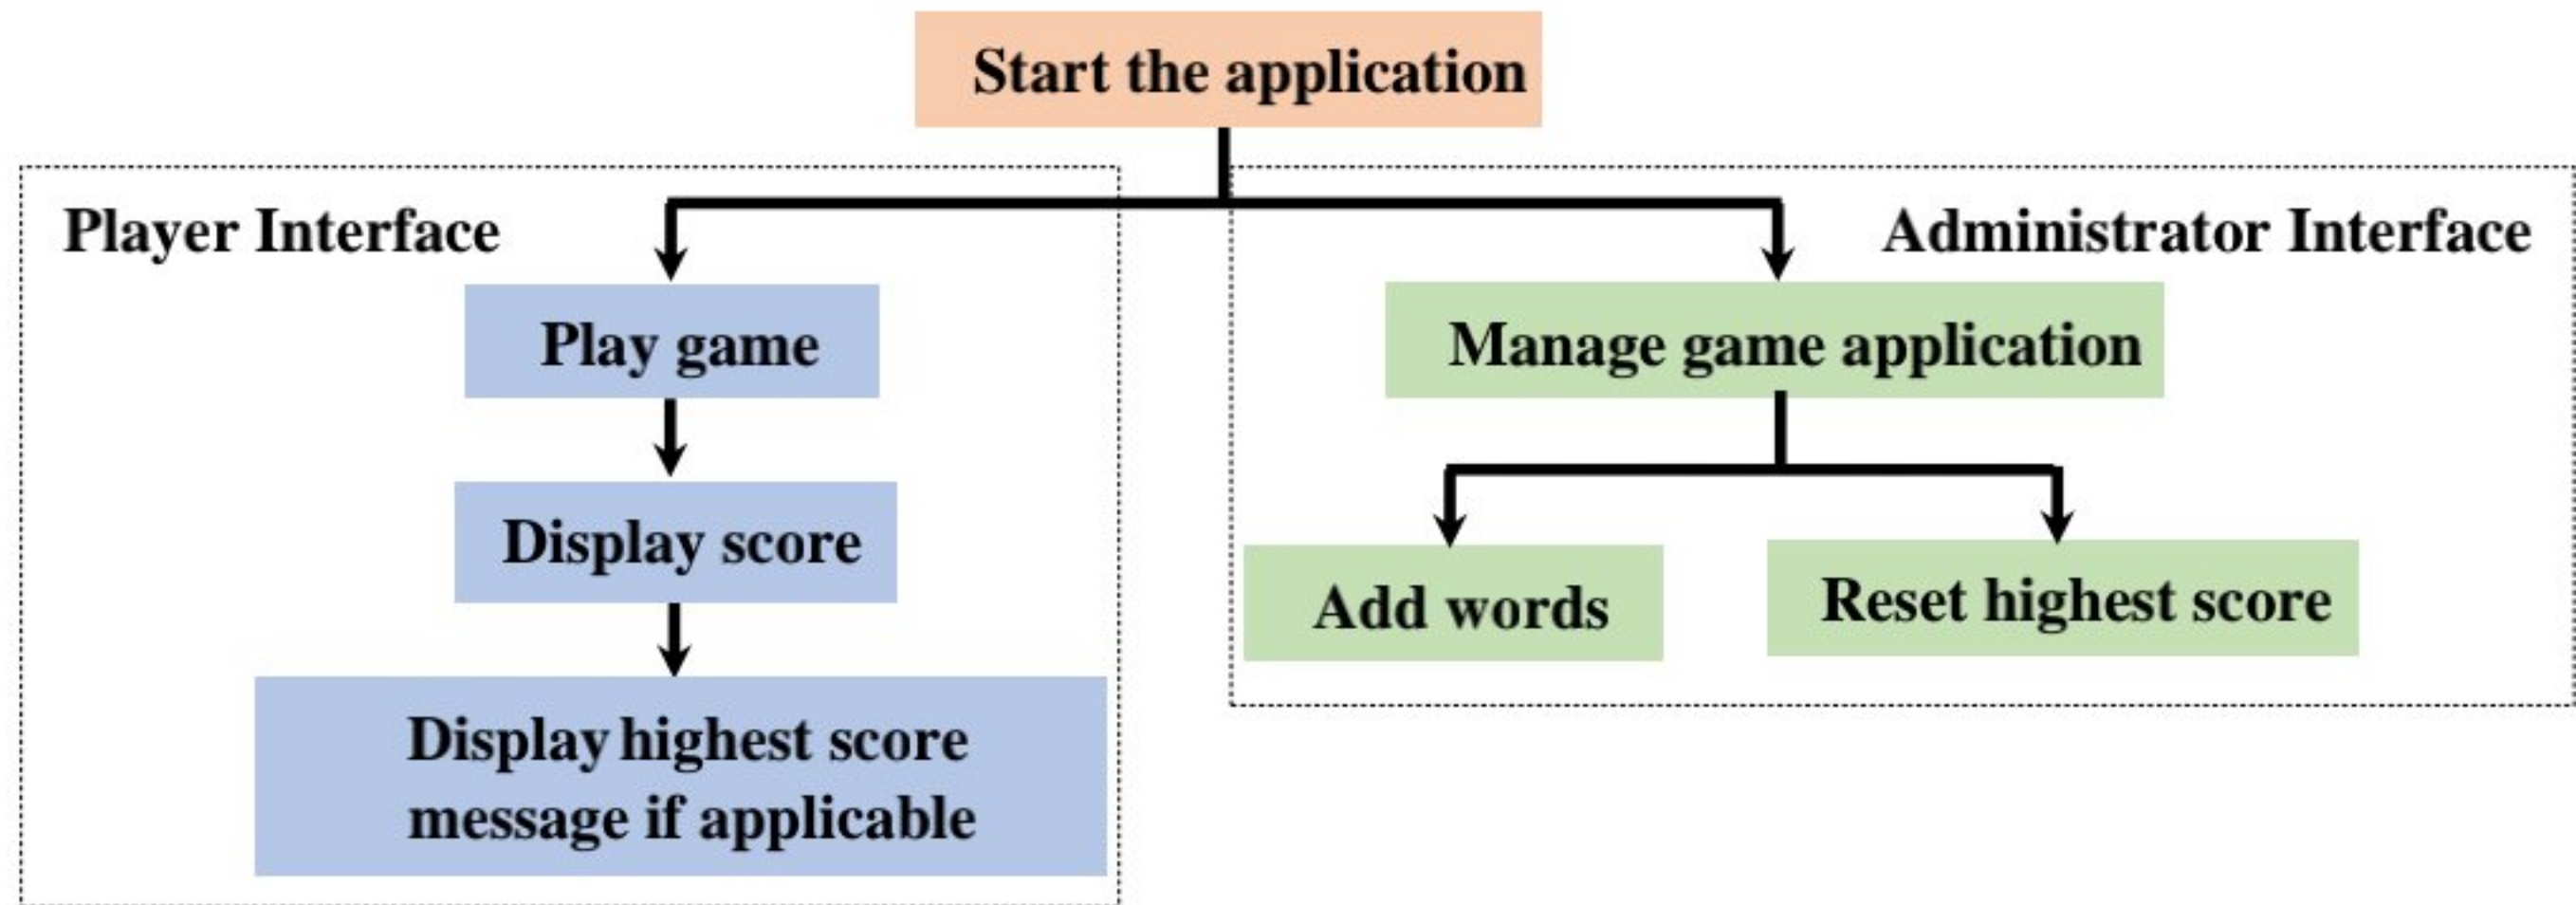 Start the application
Player Interface
Administrator Interface
Play game
Manage game application
Display score
Add words
Reset highest score
Display highest score
message if applicable